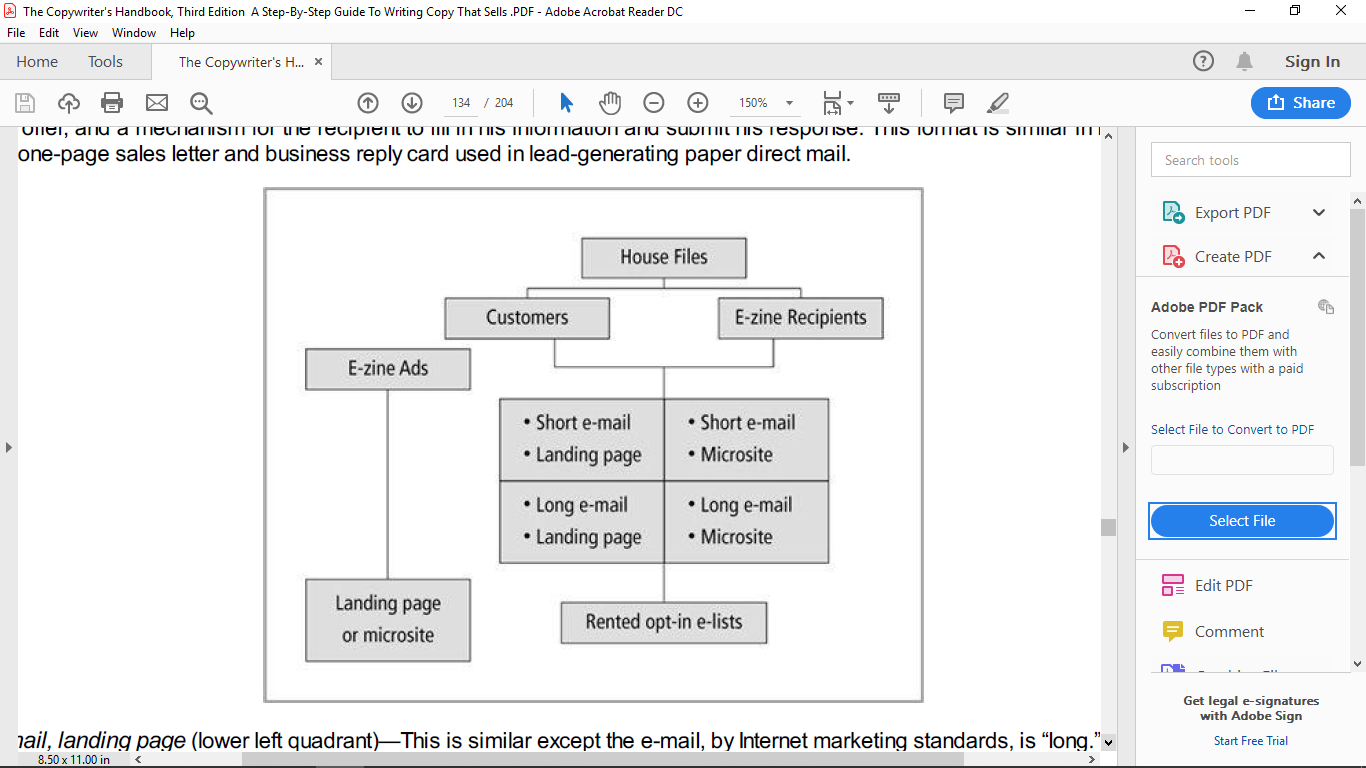 The Copywriter's Handbook, Third Edition A Step-By-Step Guide To Writing Copy That Sells .PDF - Adobe Acrobat Reader DC
File Edit View Window Help
Home Tools The Copywriter's H... × Sign In
134 / 204 150% Share
offer, and a mechanism for the recipient to fill in his information and submit his response. This format is similar in
one-page sales letter and business reply card used in lead-generating paper direct mail.
House Files
Customers
E-zine Recipients
E-zine Ads
• Short e-mail
• Landing page
• Short e-mail
• Microsite
• Long e-mail
• Landing page
• Long e-mail
• Microsite
Landing page
or microsite
Rented opt-in e-lists
mail, landing page (lower left quadrant)—This is similar except the e-mail, by Internet marketing standards, is “long.”
8.50 x 11.00 in
Search tools
Export PDF
Create PDF
Adobe PDF Pack
Convert files to PDF and
easily combine them with
other file types with a paid
subscription
Select File to Convert to PDF
Select File
Edit PDF
Comment
Get legal e-signatures
with Adobe Sign
Start Free Trial